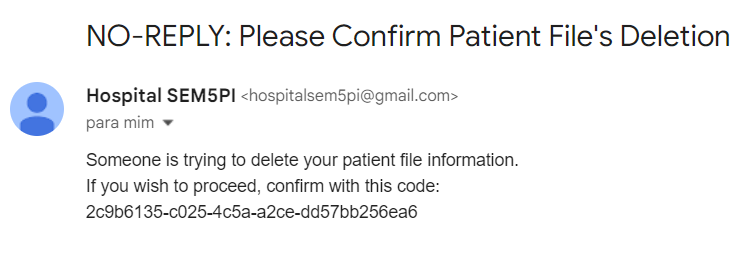 NO-REPLY: Please Confirm Patient File's Deletion
Hospital SEM5PI <hospitalsem5pi@gmail.com>
para mim
Someone is trying to delete your patient file information.
If you wish to proceed, confirm with this code:
2c9b6135-c025-4c5a-a2ce-dd57bb256ea6